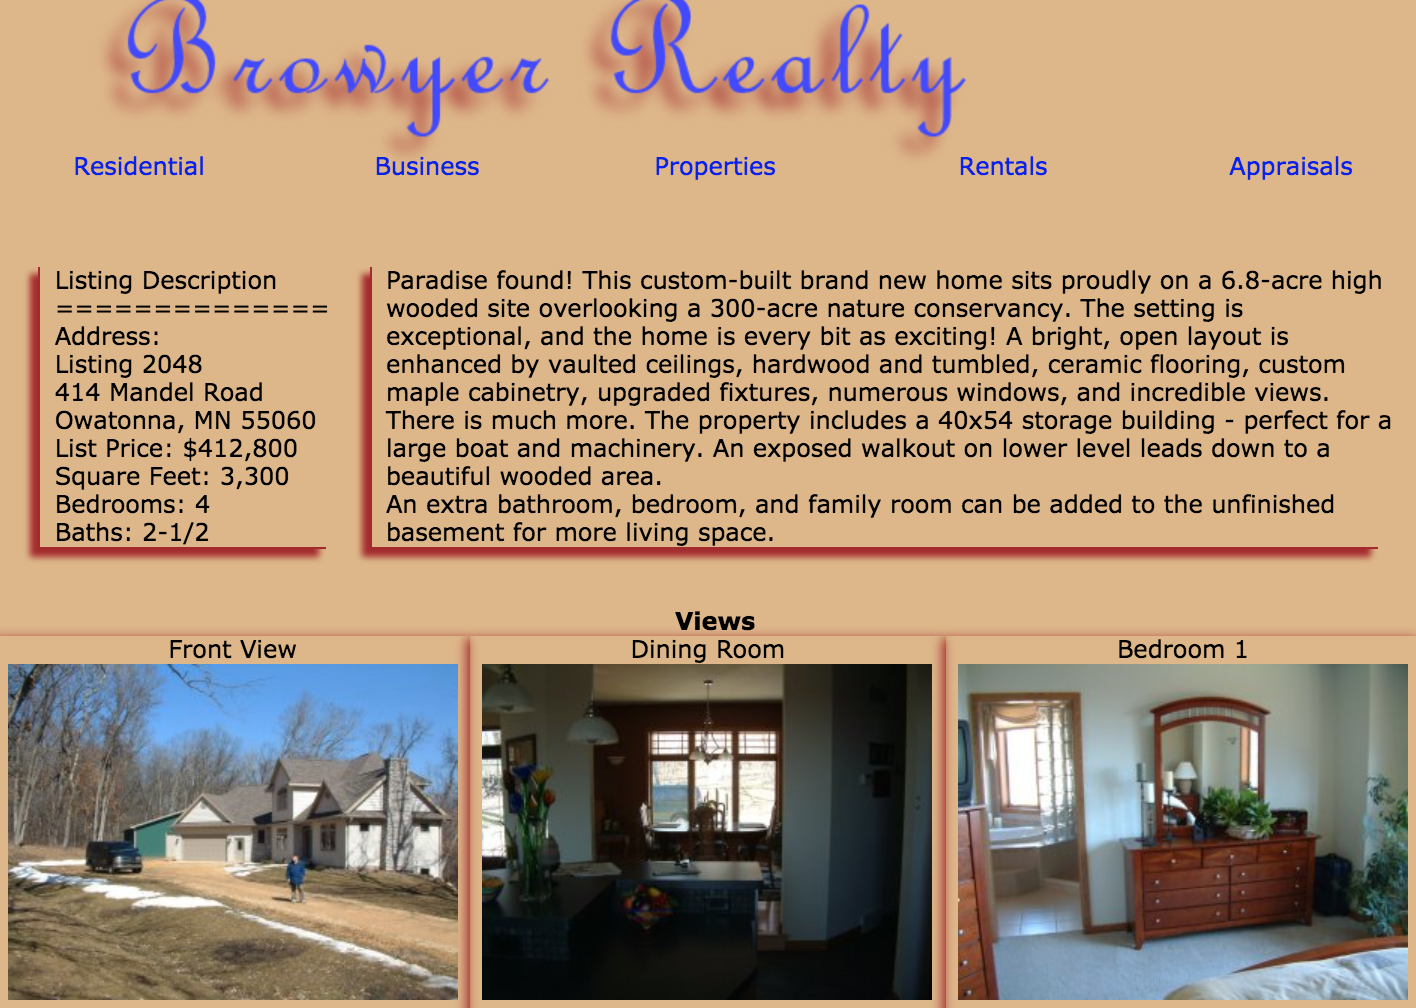 Browyer Realty
Residential Business Properties Rentals Appraisals
Listing Description
==============
Address:
Listing 2048
414 Mandel Road
Owatonna, MN 55060
List Price: $412,800
Square Feet: 3,300
Bedrooms: 4
Baths: 2-1/2
Paradise found! This custom-built brand new home sits proudly on a 6.8-acre high
wooded site overlooking a 300-acre nature conservancy. The setting is
exceptional, and the home is every bit as exciting! A bright, open layout is
enhanced by vaulted ceilings, hardwood and tumbled, ceramic flooring, custom
maple cabinetry, upgraded fixtures, numerous windows, and incredible views.
There is much more. The property includes a 40x54 storage building - perfect for a
large boat and machinery. An exposed walkout on lower level leads down to a
beautiful wooded area.
An extra bathroom, bedroom, and family room can be added to the unfinished
basement for more living space.
Views
Front View
Dining Room
Bedroom 1